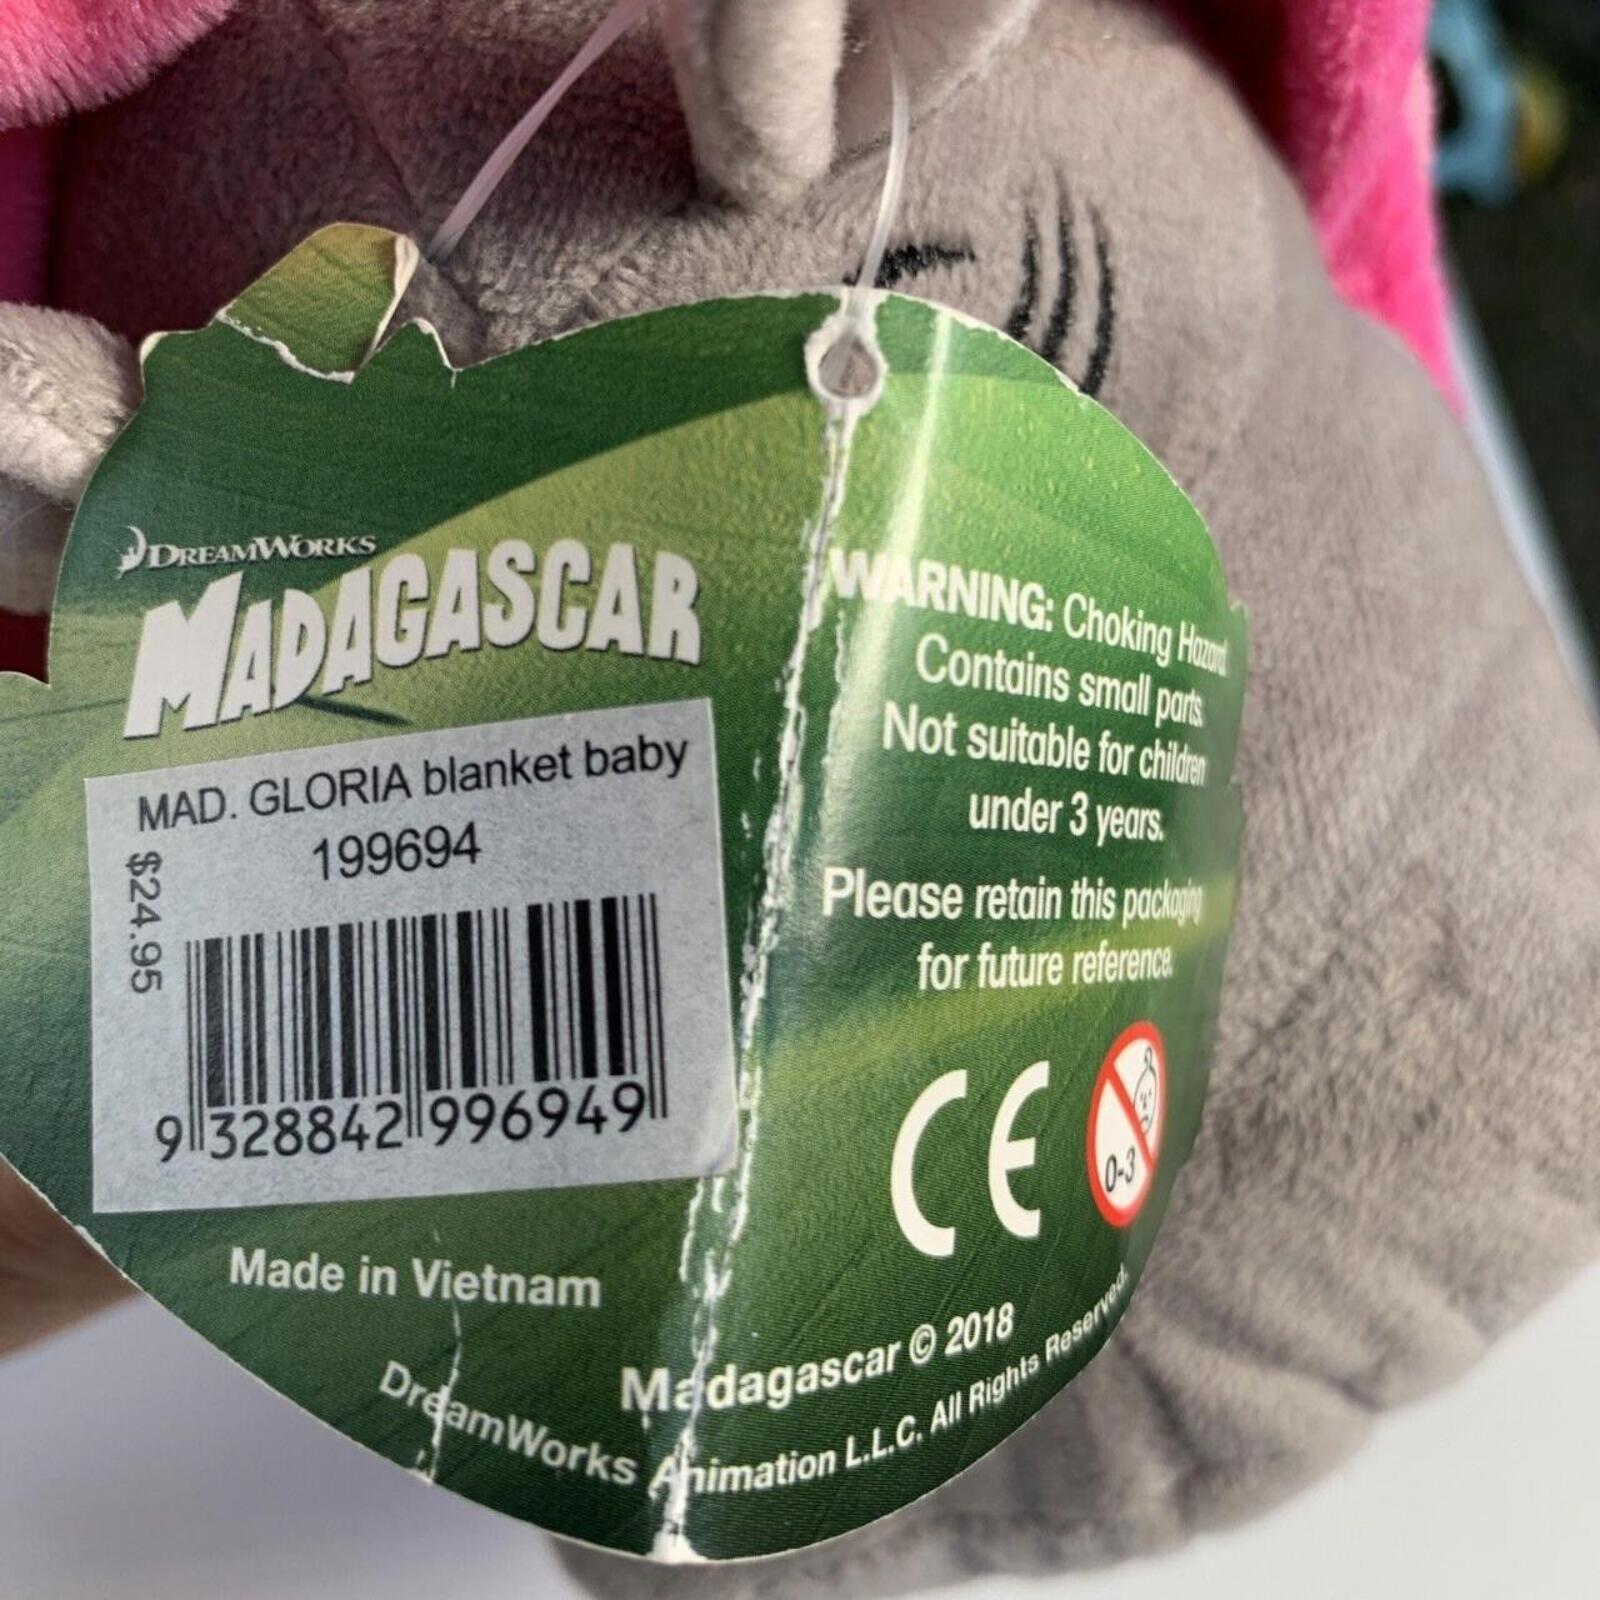 DREAMWORKS
MADAGASCAR
MAD. GLORIA blanket baby
199694
$24.95
9 328842 996949
Made in Vietnam
WARNING: Choking Hazard.
Contains small parts.
Not suitable for children
under 3 years.
Please retain this packaging
for future reference.
CE
0-3
Madagascar © 2018
DreamWorks Animation L.L.C. All Rights Reserved.